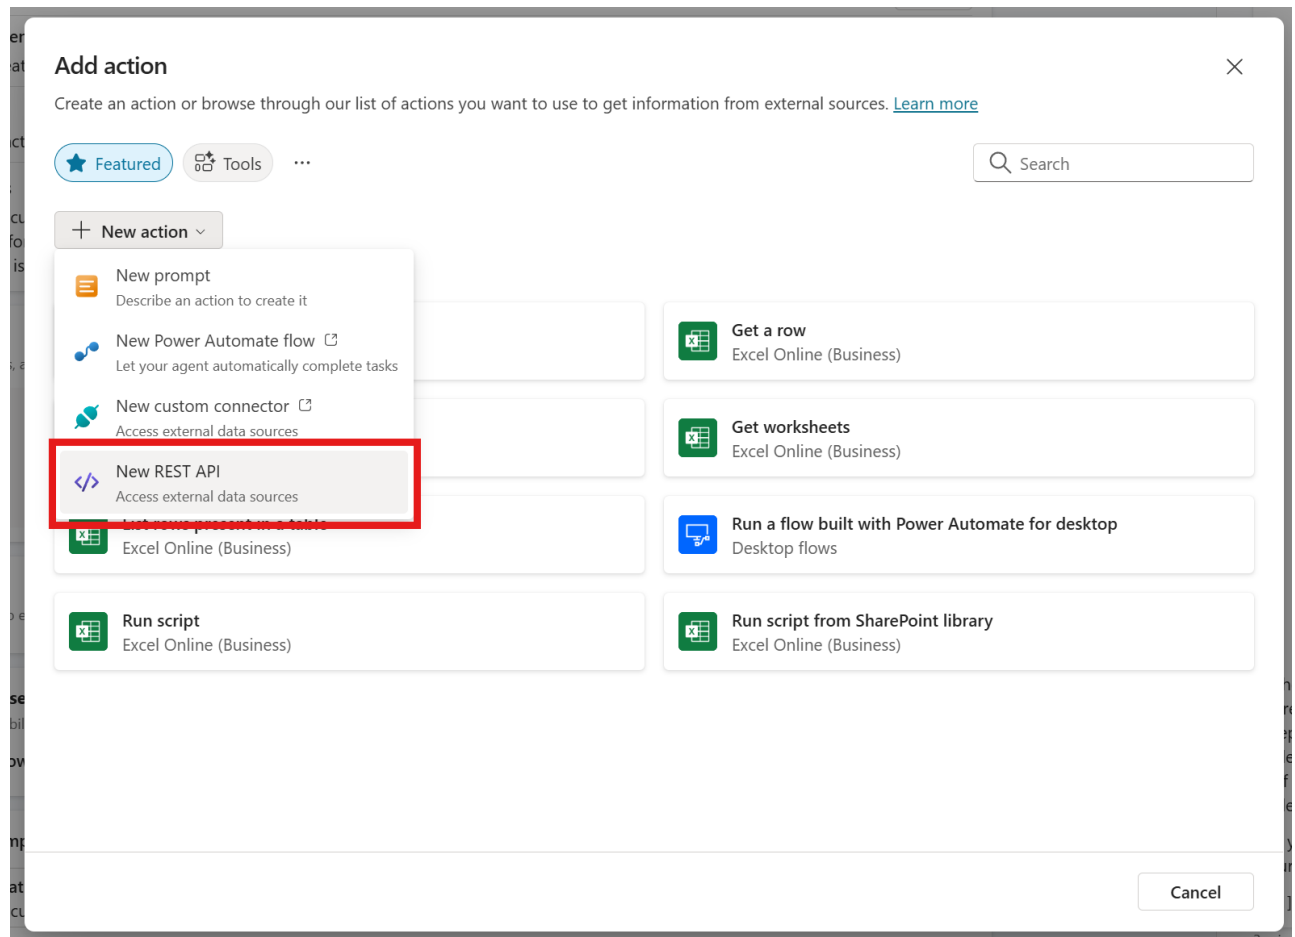 Add action
Create an action or browse through our list of actions you want to use to get information from external sources. Learn more
Featured
Tools
Search
New action
New prompt
Describe an action to create it
New Power Automate flow
Let your agent automatically complete tasks
New custom connector
Access external data sources
New REST API
Access external data sources
Get a row
Excel Online (Business)
Get worksheets
Excel Online (Business)
List rows present in a table
Excel Online (Business)
Run a flow built with Power Automate for desktop
Desktop flows
Run script
Excel Online (Business)
Run script from SharePoint library
Excel Online (Business)
Cancel